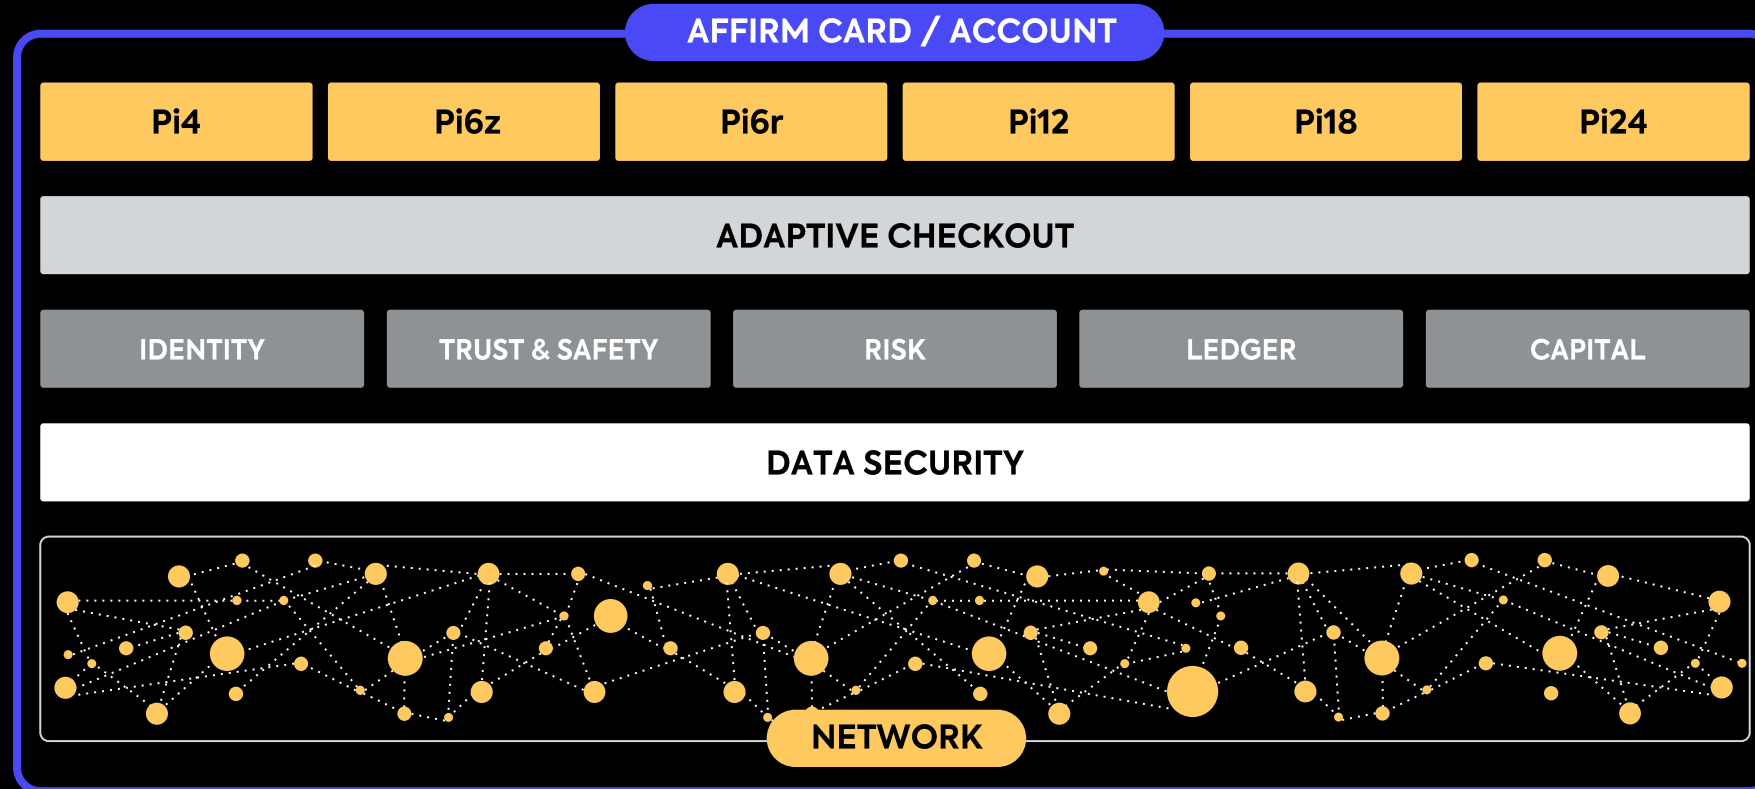 AFFIRM CARD / ACCOUNT
Pi4
Pi6z
Pi6r
Pi12
Pi18
Pi24
ADAPTIVE CHECKOUT
IDENTITY
TRUST & SAFETY
RISK
LEDGER
CAPITAL
DATA SECURITY
NETWORK